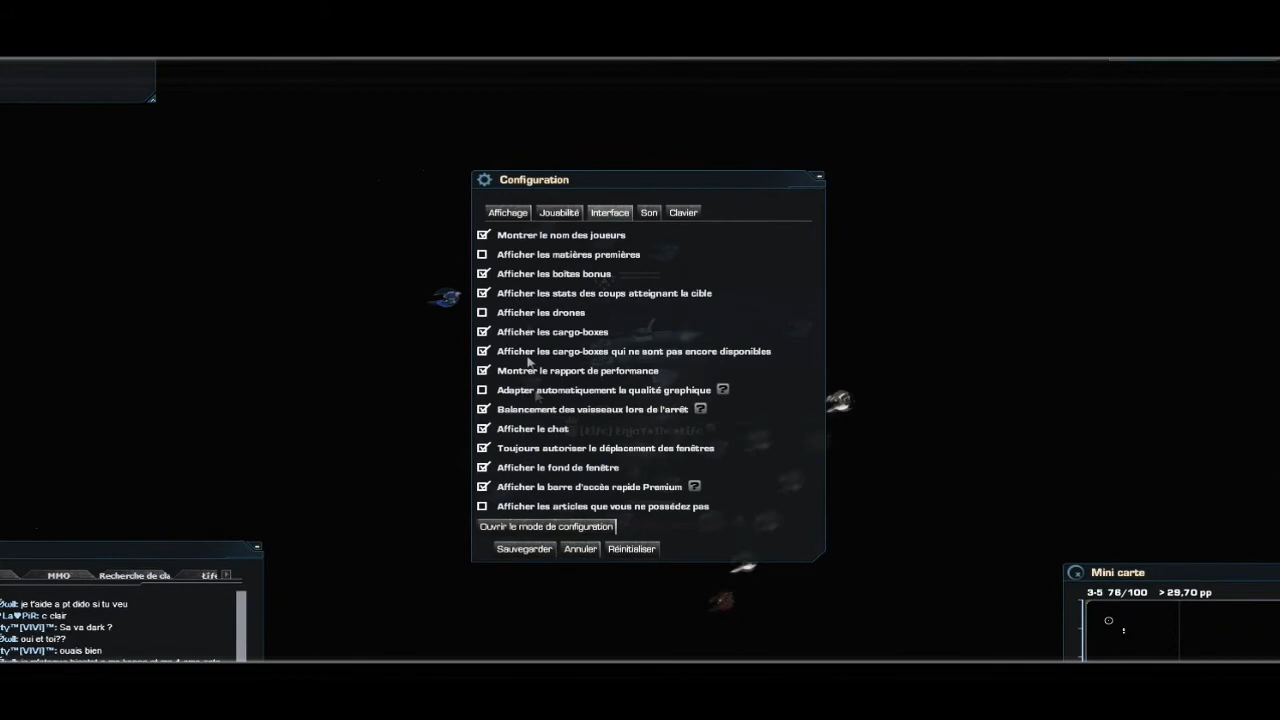 Configuration
Affichage Jouabilité Interface Son Clavier
Montrer le nom des joueurs
Afficher les matières premières
Afficher les boîtes bonus
Afficher les stats des coups atteignant la cible
Afficher les drones
Afficher les cargo-boxes
Afficher les cargo-boxes qui ne sont pas encore disponibles
Montrer le rapport de performance
Adapter automatiquement la qualité graphique ?
Balancement des vaisseaux lors de l'arrêt ?
Afficher le chat
Toujours autoriser le déplacement des fenêtres
Afficher le fond de fenêtre
Afficher la barre d'accès rapide Premium ?
Afficher les articles que vous ne possédez pas
Ouvrir le mode de configuration
Sauvegarder Annuler Réinitialiser
MMO Recherche de cla
je t'aide a pt dido si tu veu
La♥PiR: c clair
[VIVI]™: Sa va dark ?
oui et toi??
[VIVI]™: ouais bien
Mini carte
3-5 76/100 > 29,70 pp